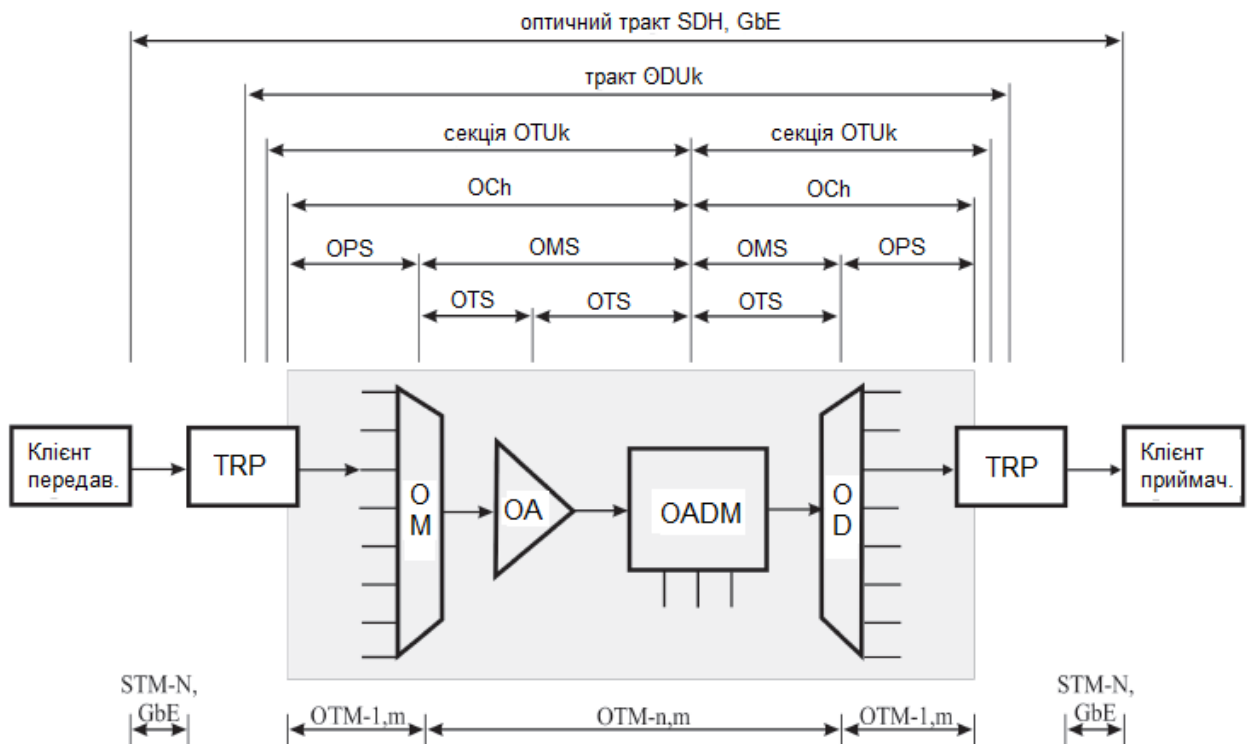 оптичний тракт SDH, GbE
тракт ODUk
секція OTUk
секція OTUk
OCh
OCh
OPS
OMS
OMS
OPS
OTS
OTS
OTS
Клієнт
передав.
TRP
O
M
OA
OADM
O
D
TRP
Клієнт
приймач.
STM-N,
GbE
OTM-1,m
OTM-n,m
OTM-1,m
STM-N,
GbE